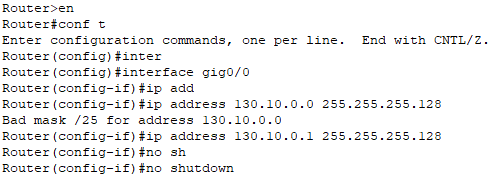 Router>en
Router#conf t
Enter configuration commands, one per line.  End with CNTL/Z.
Router(config)#inter
Router(config)#interface gig0/0
Router(config-if)#ip add
Router(config-if)#ip address 130.10.0.0 255.255.255.128
Bad mask /25 for address 130.10.0.0
Router(config-if)#ip address 130.10.0.1 255.255.255.128
Router(config-if)#no sh
Router(config-if)#no shutdown